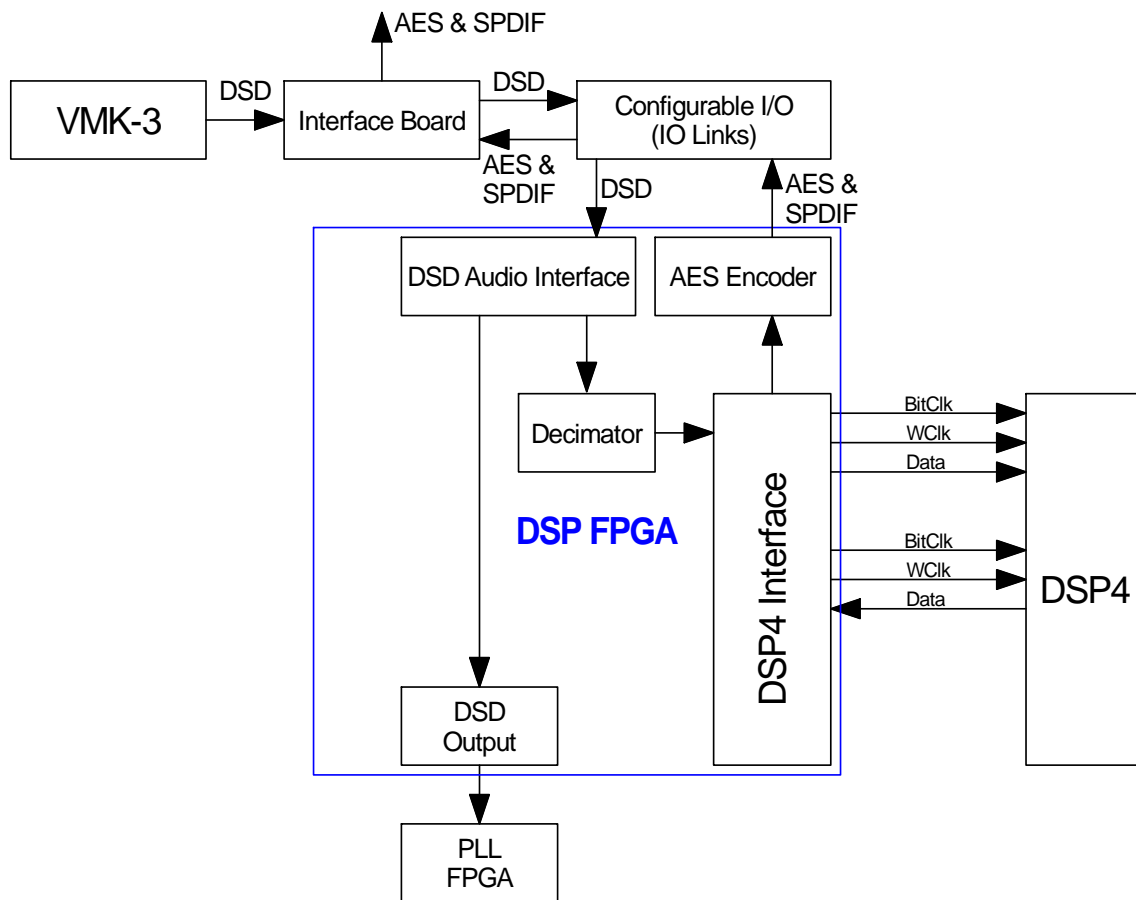 AES & SPDIF
VMK-3
DSD
Interface Board
DSD
Configurable I/O
(IO Links)
AES &
SPDIF
DSD
AES &
SPDIF
DSD Audio Interface
AES Encoder
Decimator
DSP FPGA
DSP4 Interface
BitClk
WClk
Data
BitClk
WClk
Data
DSP4
DSD
Output
PLL
FPGA